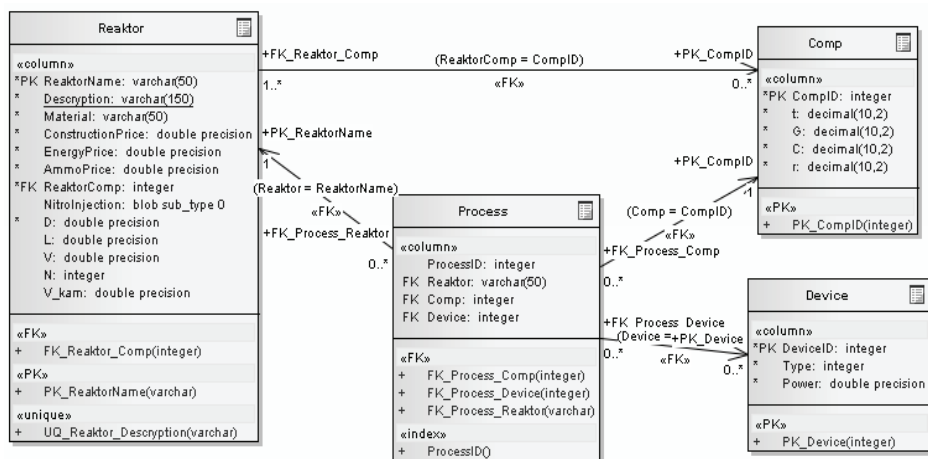 Reaktor
«column»
*PK ReaktorName: varchar(50)
* Descryption: varchar(150)
* Material: varchar(50)
* ConstructionPrice: double precision
* EnergyPrice: double precision
* AmmoPrice: double precision
*FK ReaktorComp: integer
NitroInjection: blob sub_type 0
* D: double precision
L: double precision
V: double precision
N: integer
V_kam: double precision
«FK»
+ FK_Reaktor_Comp(integer)
«PK»
+ PK_ReaktorName(varchar)
«unique»
+ UQ_Reaktor_Descryption(varchar)
+FK_Reaktor_Comp
(ReaktorComp = CompID)
+PK_CompID
1..*
«FK»
0..*
Comp
«column»
*PK CompID: integer
* t: decimal(10,2)
* G: decimal(10,2)
* C: decimal(10,2)
* r: decimal(10,2)
«PK»
+ PK_CompID(integer)
+PK_ReaktorName
1
(Reaktor = ReaktorName)
«FK»
+FK_Process_Reaktor
0..*
Process
«column»
ProcessID: integer
FK Reaktor: varchar(50)
FK Comp: integer
FK Device: integer
«FK»
+ FK_Process_Comp(integer)
+ FK_Process_Device(integer)
+ FK_Process_Reaktor(varchar)
«index»
+ ProcessID()
+PK_CompID
1
(Comp = CompID)
«FK»
+FK_Process_Comp
0..*
+FK_Process_Device
(Device =+PK_Device
0..*
«FK»
0..*
Device
«column»
*PK DeviceID: integer
* Type: integer
* Power: double precision
«PK»
+ PK_Device(integer)